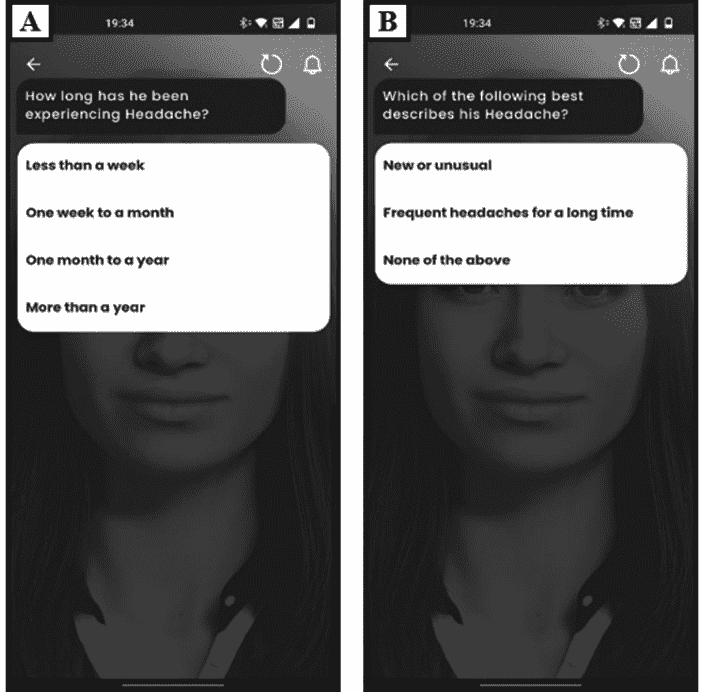 A
19:34
How long has he been
experiencing Headache?
Less than a week
One week to a month
One month to a year
More than a year
B
19:34
Which of the following best
describes his Headache?
New or unusual
Frequent headaches for a long time
None of the above